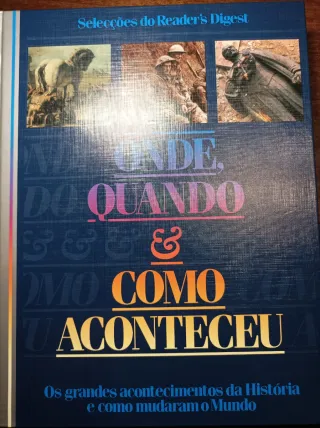 Selecções do Reader's Digest
ONDE,
QUANDO
&
COMO
ACONTECEU
Os grandes acontecimentos da História
e como mudaram o Mundo